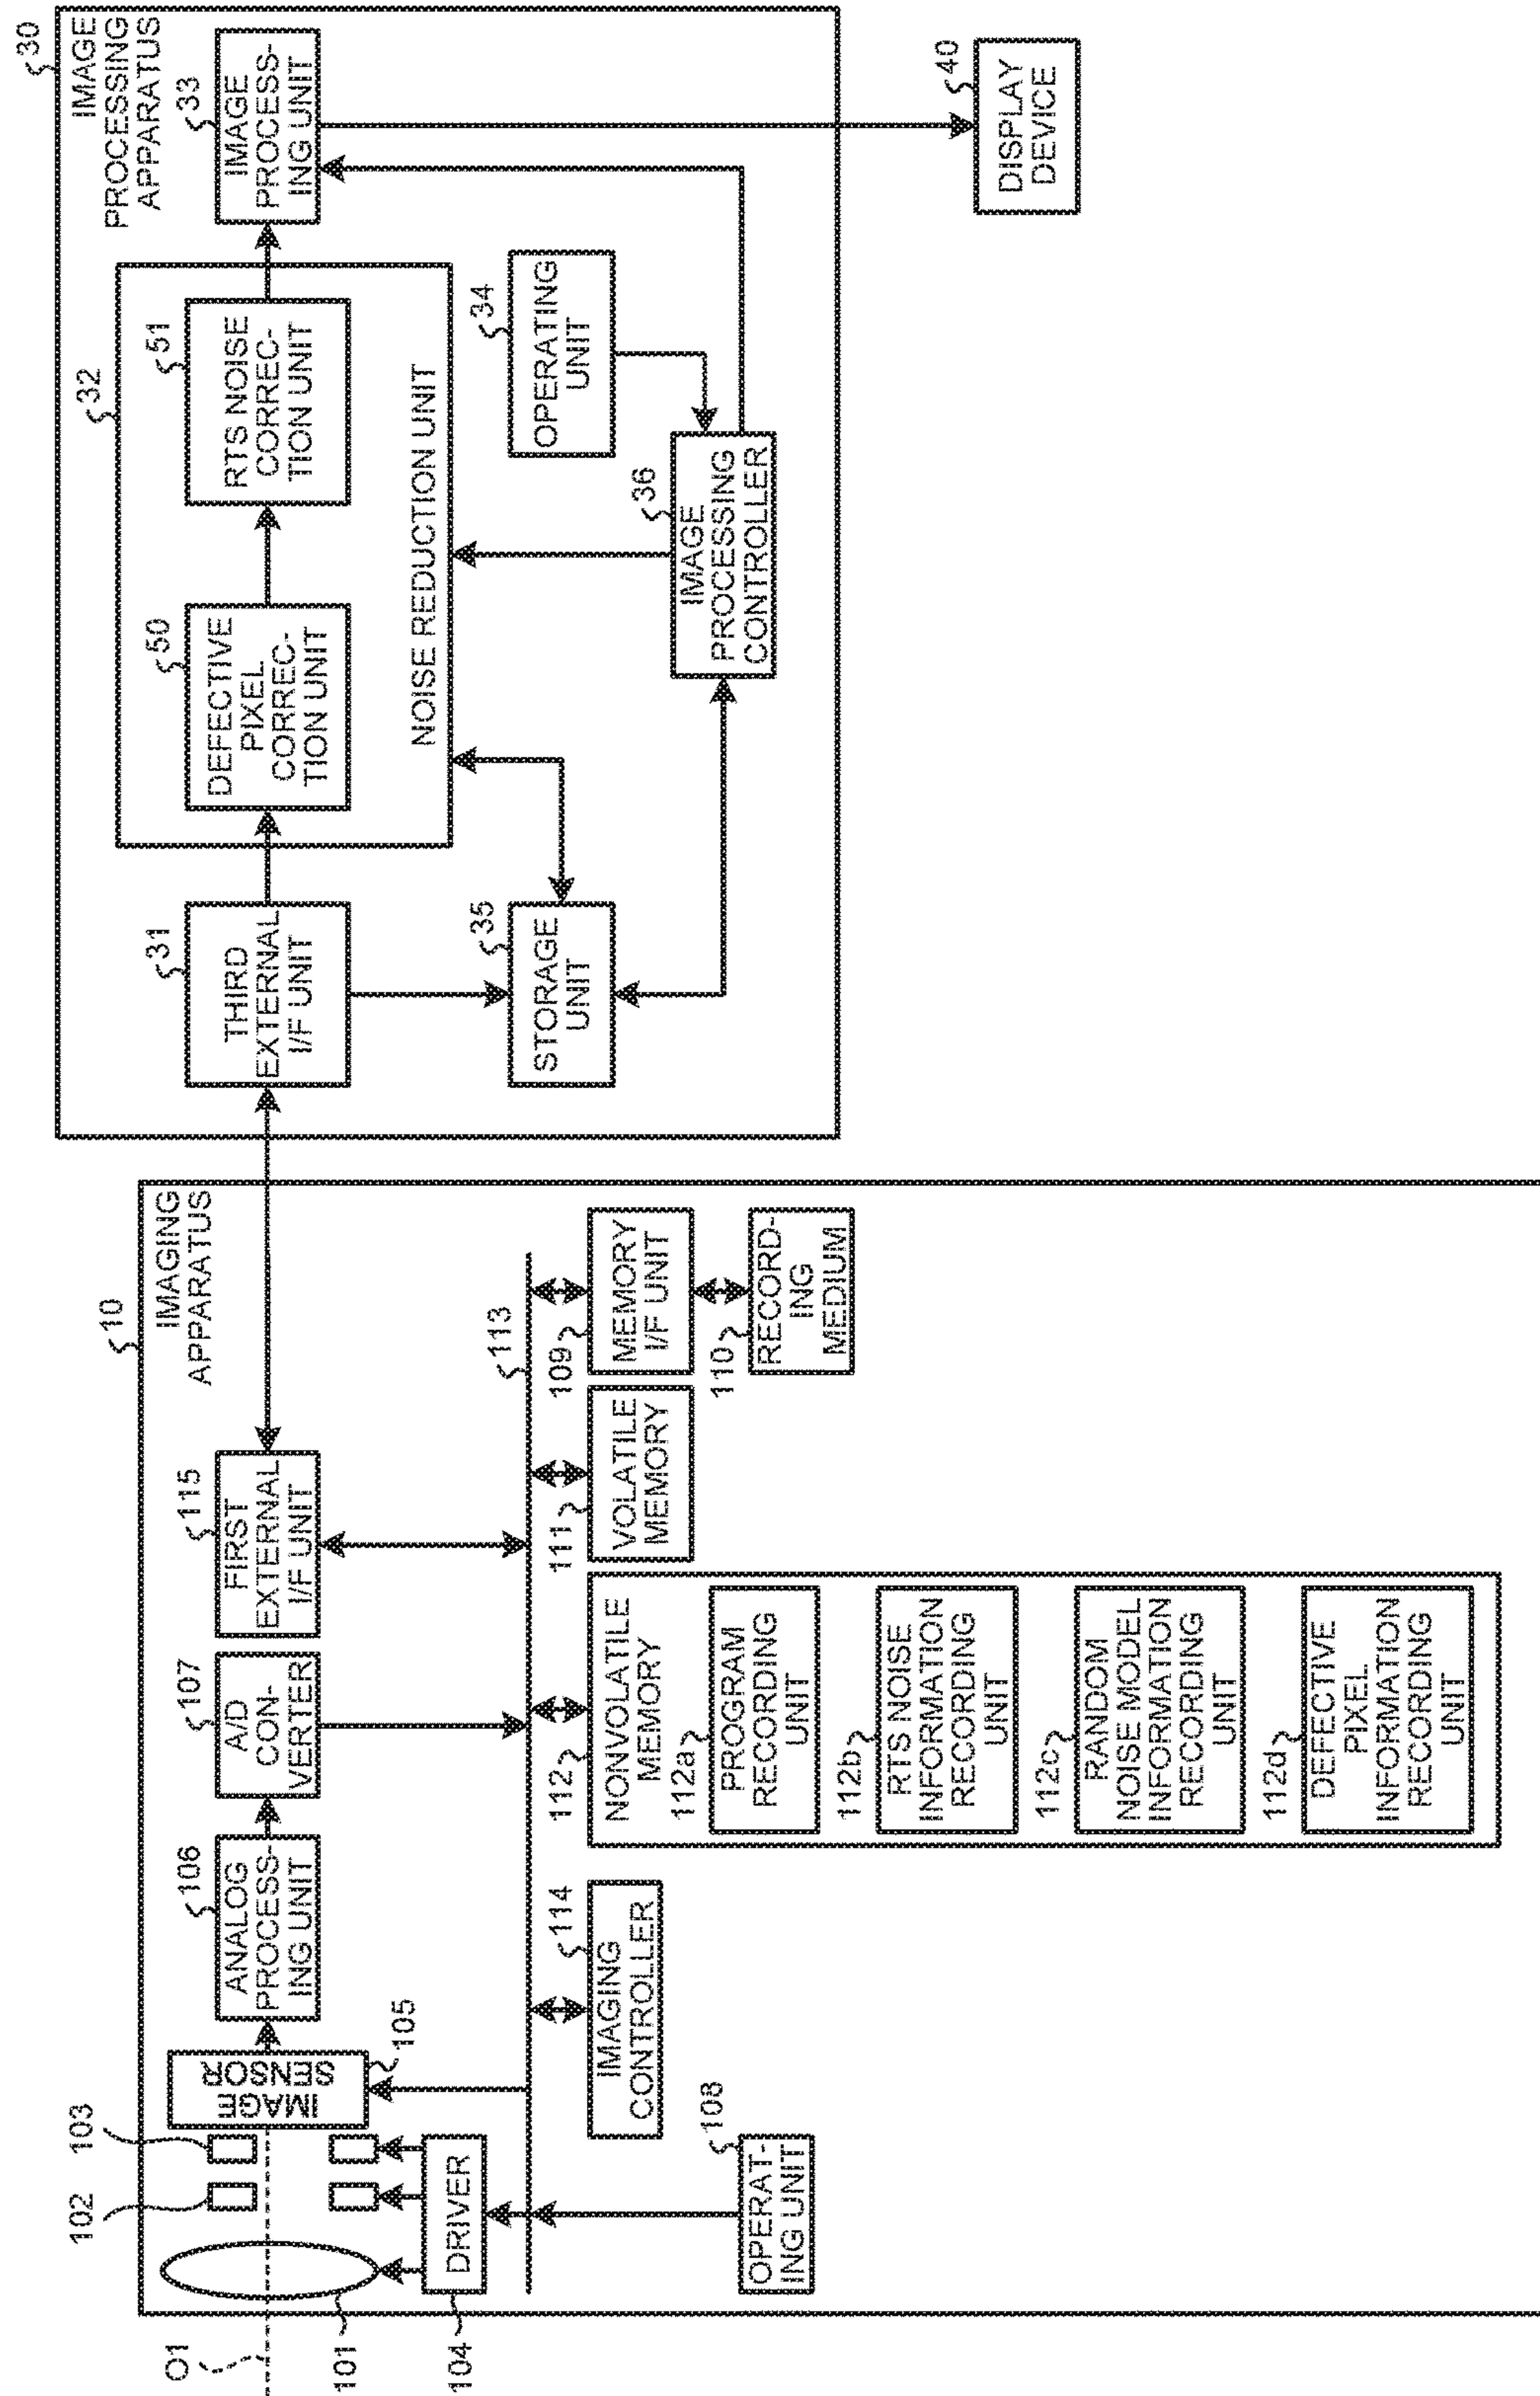 10
IMAGING
APPARATUS
O1
101
102
103
104
DRIVER
IMAGE
SENSOR
105
106
ANALOG
PROCESS-
ING UNIT
107
A/D
CON-
VERTER
115
FIRST
EXTERNAL
I/F UNIT
113
108
OPERAT-
ING UNIT
114
IMAGING
CONTROLLER
112
NONVOLATILE
MEMORY
112a
PROGRAM
RECORDING
UNIT
112b
RTS NOISE
INFORMATION
RECORDING
UNIT
112c
RANDOM
NOISE MODEL
INFORMATION
RECORDING
UNIT
112d
DEFECTIVE
PIXEL
INFORMATION
RECORDING
UNIT
111
VOLATILE
MEMORY
109
MEMORY
I/F UNIT
110
RECORD-
ING
MEDIUM
30
IMAGE
PROCESSING
APPARATUS
31
THIRD
EXTERNAL
I/F UNIT
32
50
DEFECTIVE
PIXEL
CORREC-
TION UNIT
51
RTS NOISE
CORREC-
TION UNIT
NOISE REDUCTION UNIT
33
IMAGE
PROCESS-
ING UNIT
35
STORAGE
UNIT
34
OPERATING
UNIT
36
IMAGE
PROCESSING
CONTROLLER
40
DISPLAY
DEVICE